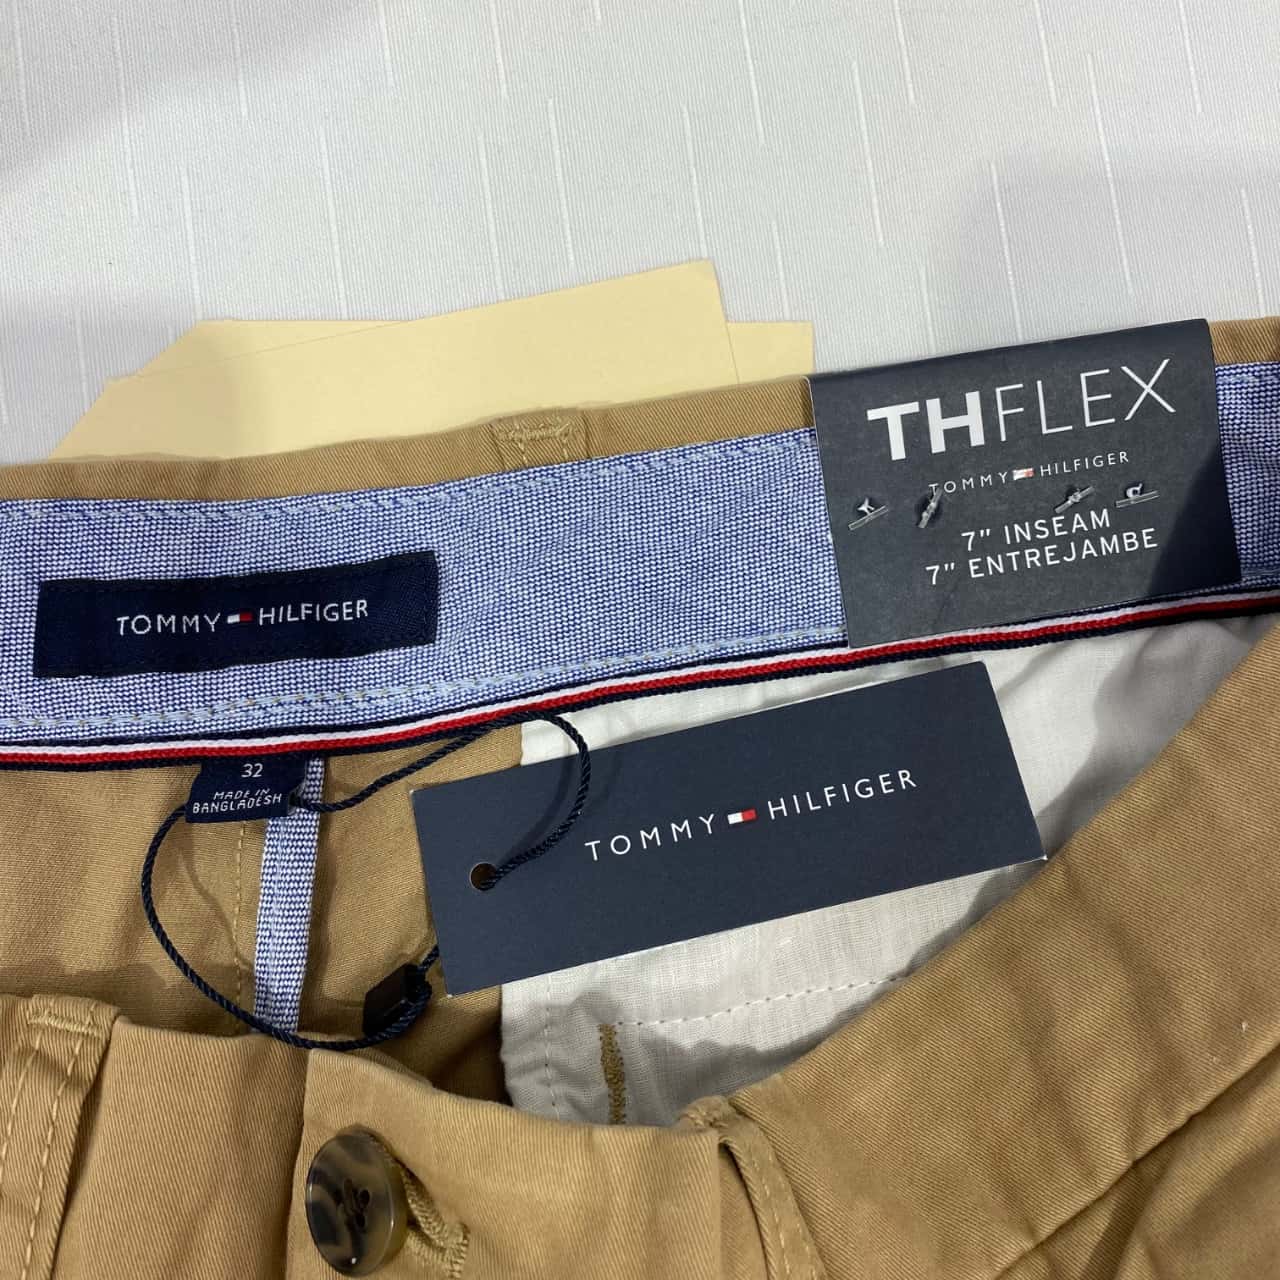 THFLEX
TOMMY HILFIGER
7" INSEAM
7" ENTREJAMBE
TOMMY HILFIGER
32
MADE IN
BANGLADESH
TOMMY HILFIGER